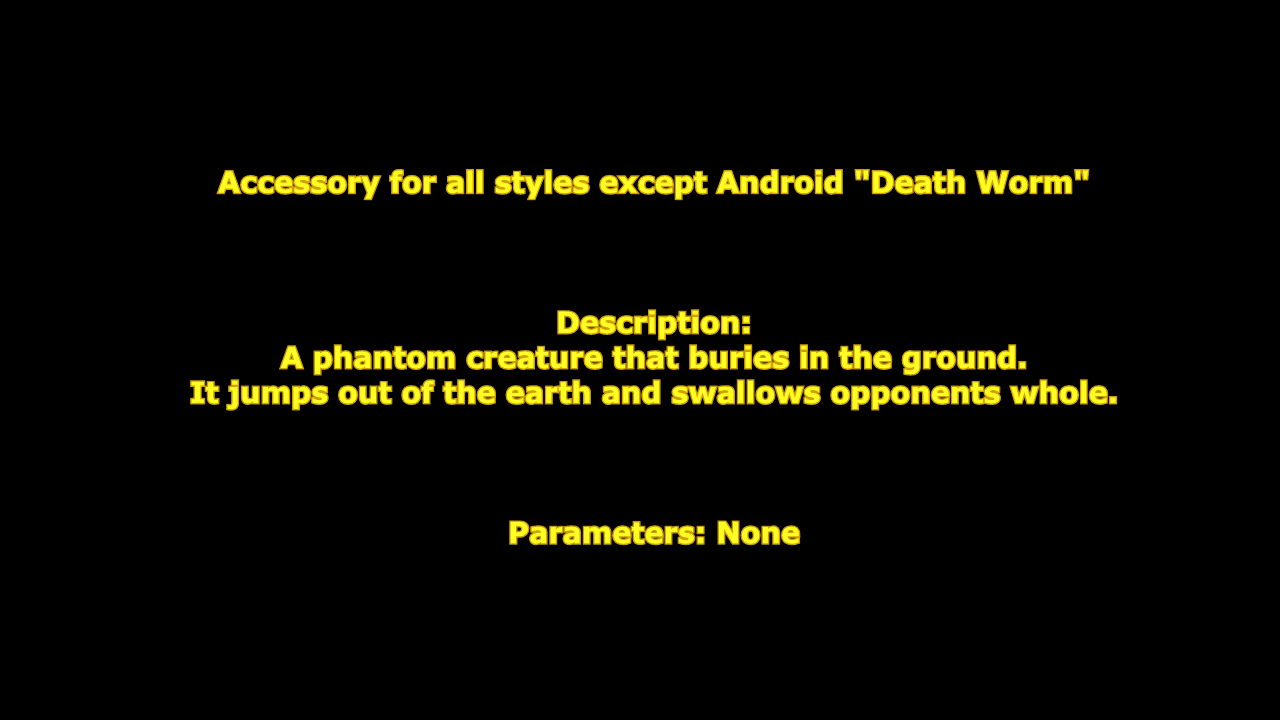 Accessory for all styles except Android "Death Worm"
Description:
A phantom creature that buries in the ground.
It jumps out of the earth and swallows opponents whole.
Parameters: None